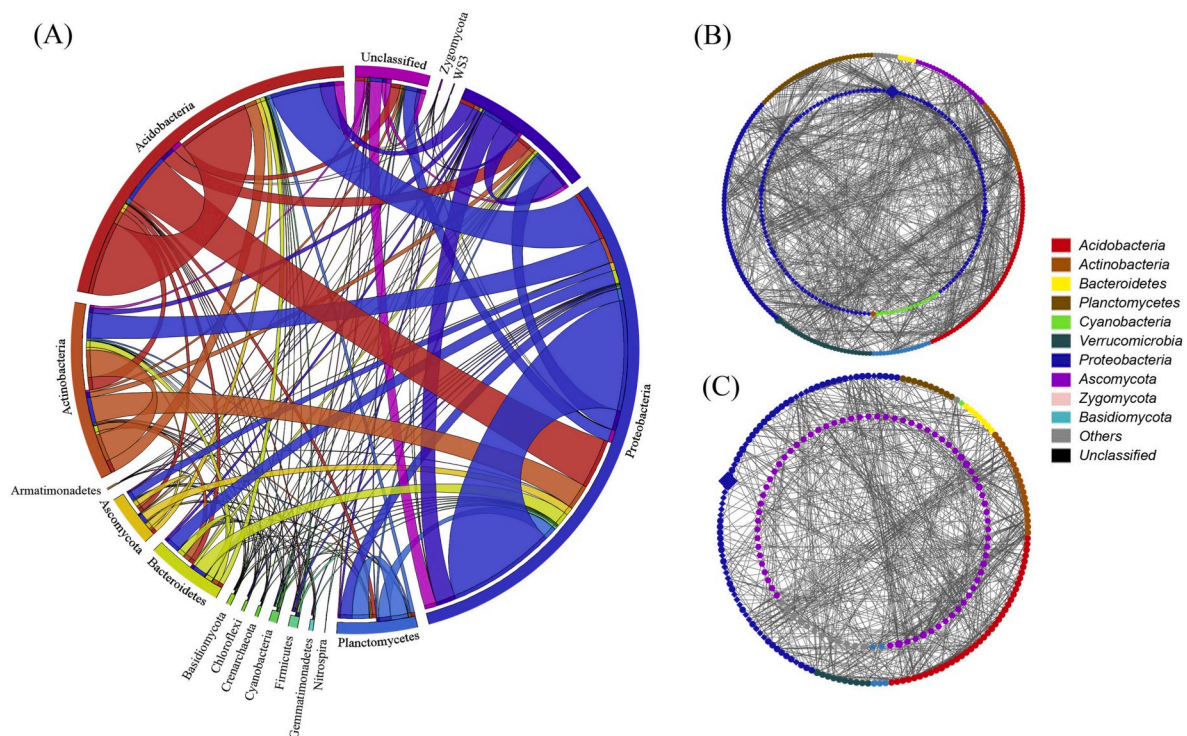 (A)
Unclassified
Zygomycota
WS3
Acidobacteria
Proteobacteria
Actinobacteria
Armatimonadetes
Ascomycota
Bacteroidetes
Basidiomycota
Chloroflexi
Crenarchaeota
Cyanobacteria
Firmicutes
Gemmatimonadetes
Nitrospira
Planctomycetes
(B)
(C)
Acidobacteria
Actinobacteria
Bacteroidetes
Planctomycetes
Cyanobacteria
Verrucomicrobia
Proteobacteria
Ascomycota
Zygomycota
Basidiomycota
Others
Unclassified